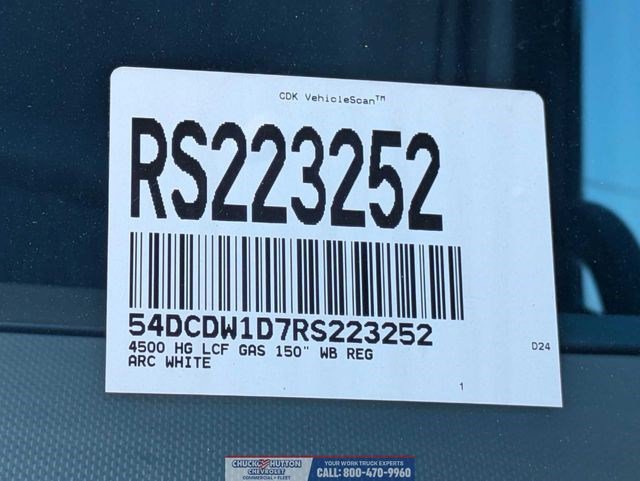 CDK VehicleScan™
RS223252
54DCDW1D7RS223252
4500 HG LCF GAS 150" WB REG
ARC WHITE
D24
1
CHUCK HUTTON
CHEVROLET
COMMERCIAL • FLEET
YOUR WORK TRUCK EXPERTS
CALL: 800-470-9960